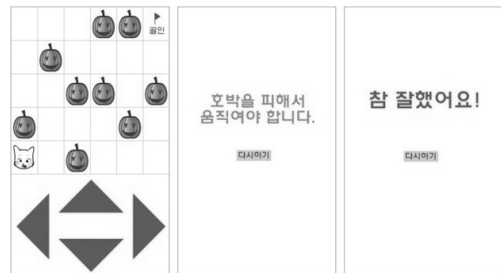 골인
호박을 피해서
움직여야 합니다.
다시하기
참 잘했어요!
다시하기